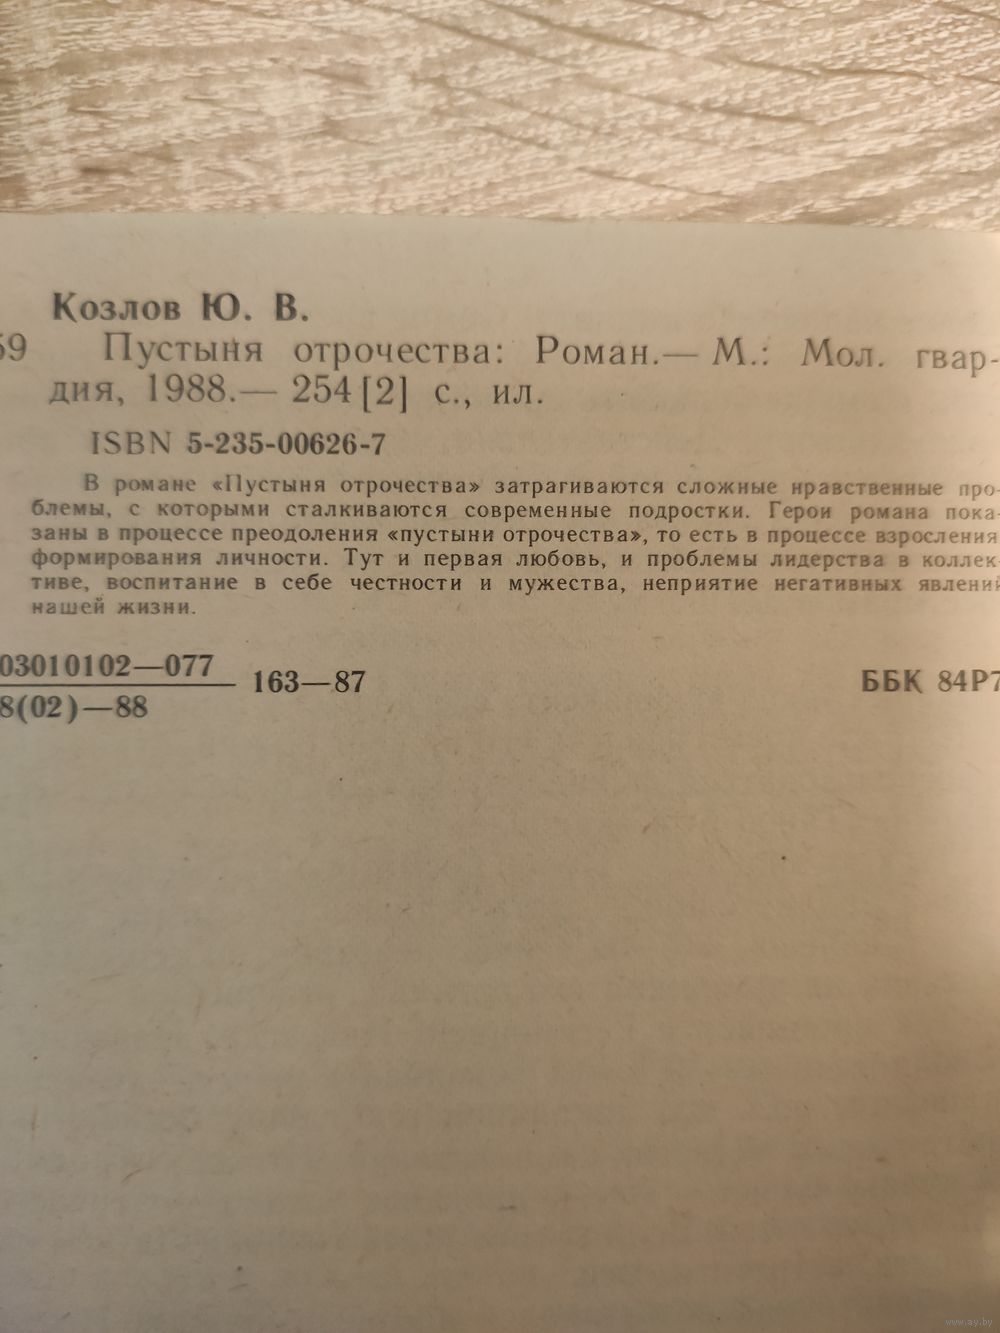 Козлов Ю. В.
59 Пустыня отрочества: Роман.— М.: Мол. гвар-
дия, 1988.— 254 [2] с., ил.
ISBN 5-235-00626-7
В романе «Пустыня отрочества» затрагиваются сложные нравственные про-
блемы, с которыми сталкиваются современные подростки. Герои романа пока-
заны в процессе преодоления «пустыни отрочества», то есть в процессе взросления
формирования личности. Тут и первая любовь, и проблемы лидерства в коллек-
тиве, воспитание в себе честности и мужества, неприятие негативных явлений
нашей жизни.
03010102—077
8(02)—88
163—87
ББК 84Р7
www.ay.by